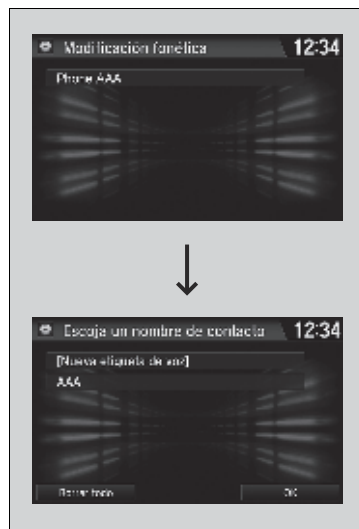 Modificación fonética 12:34
Phone AAA
Escoja un nombre de contacto 12:34
[Nueva etiqueta de voz]
AAA
Borrar todo OK